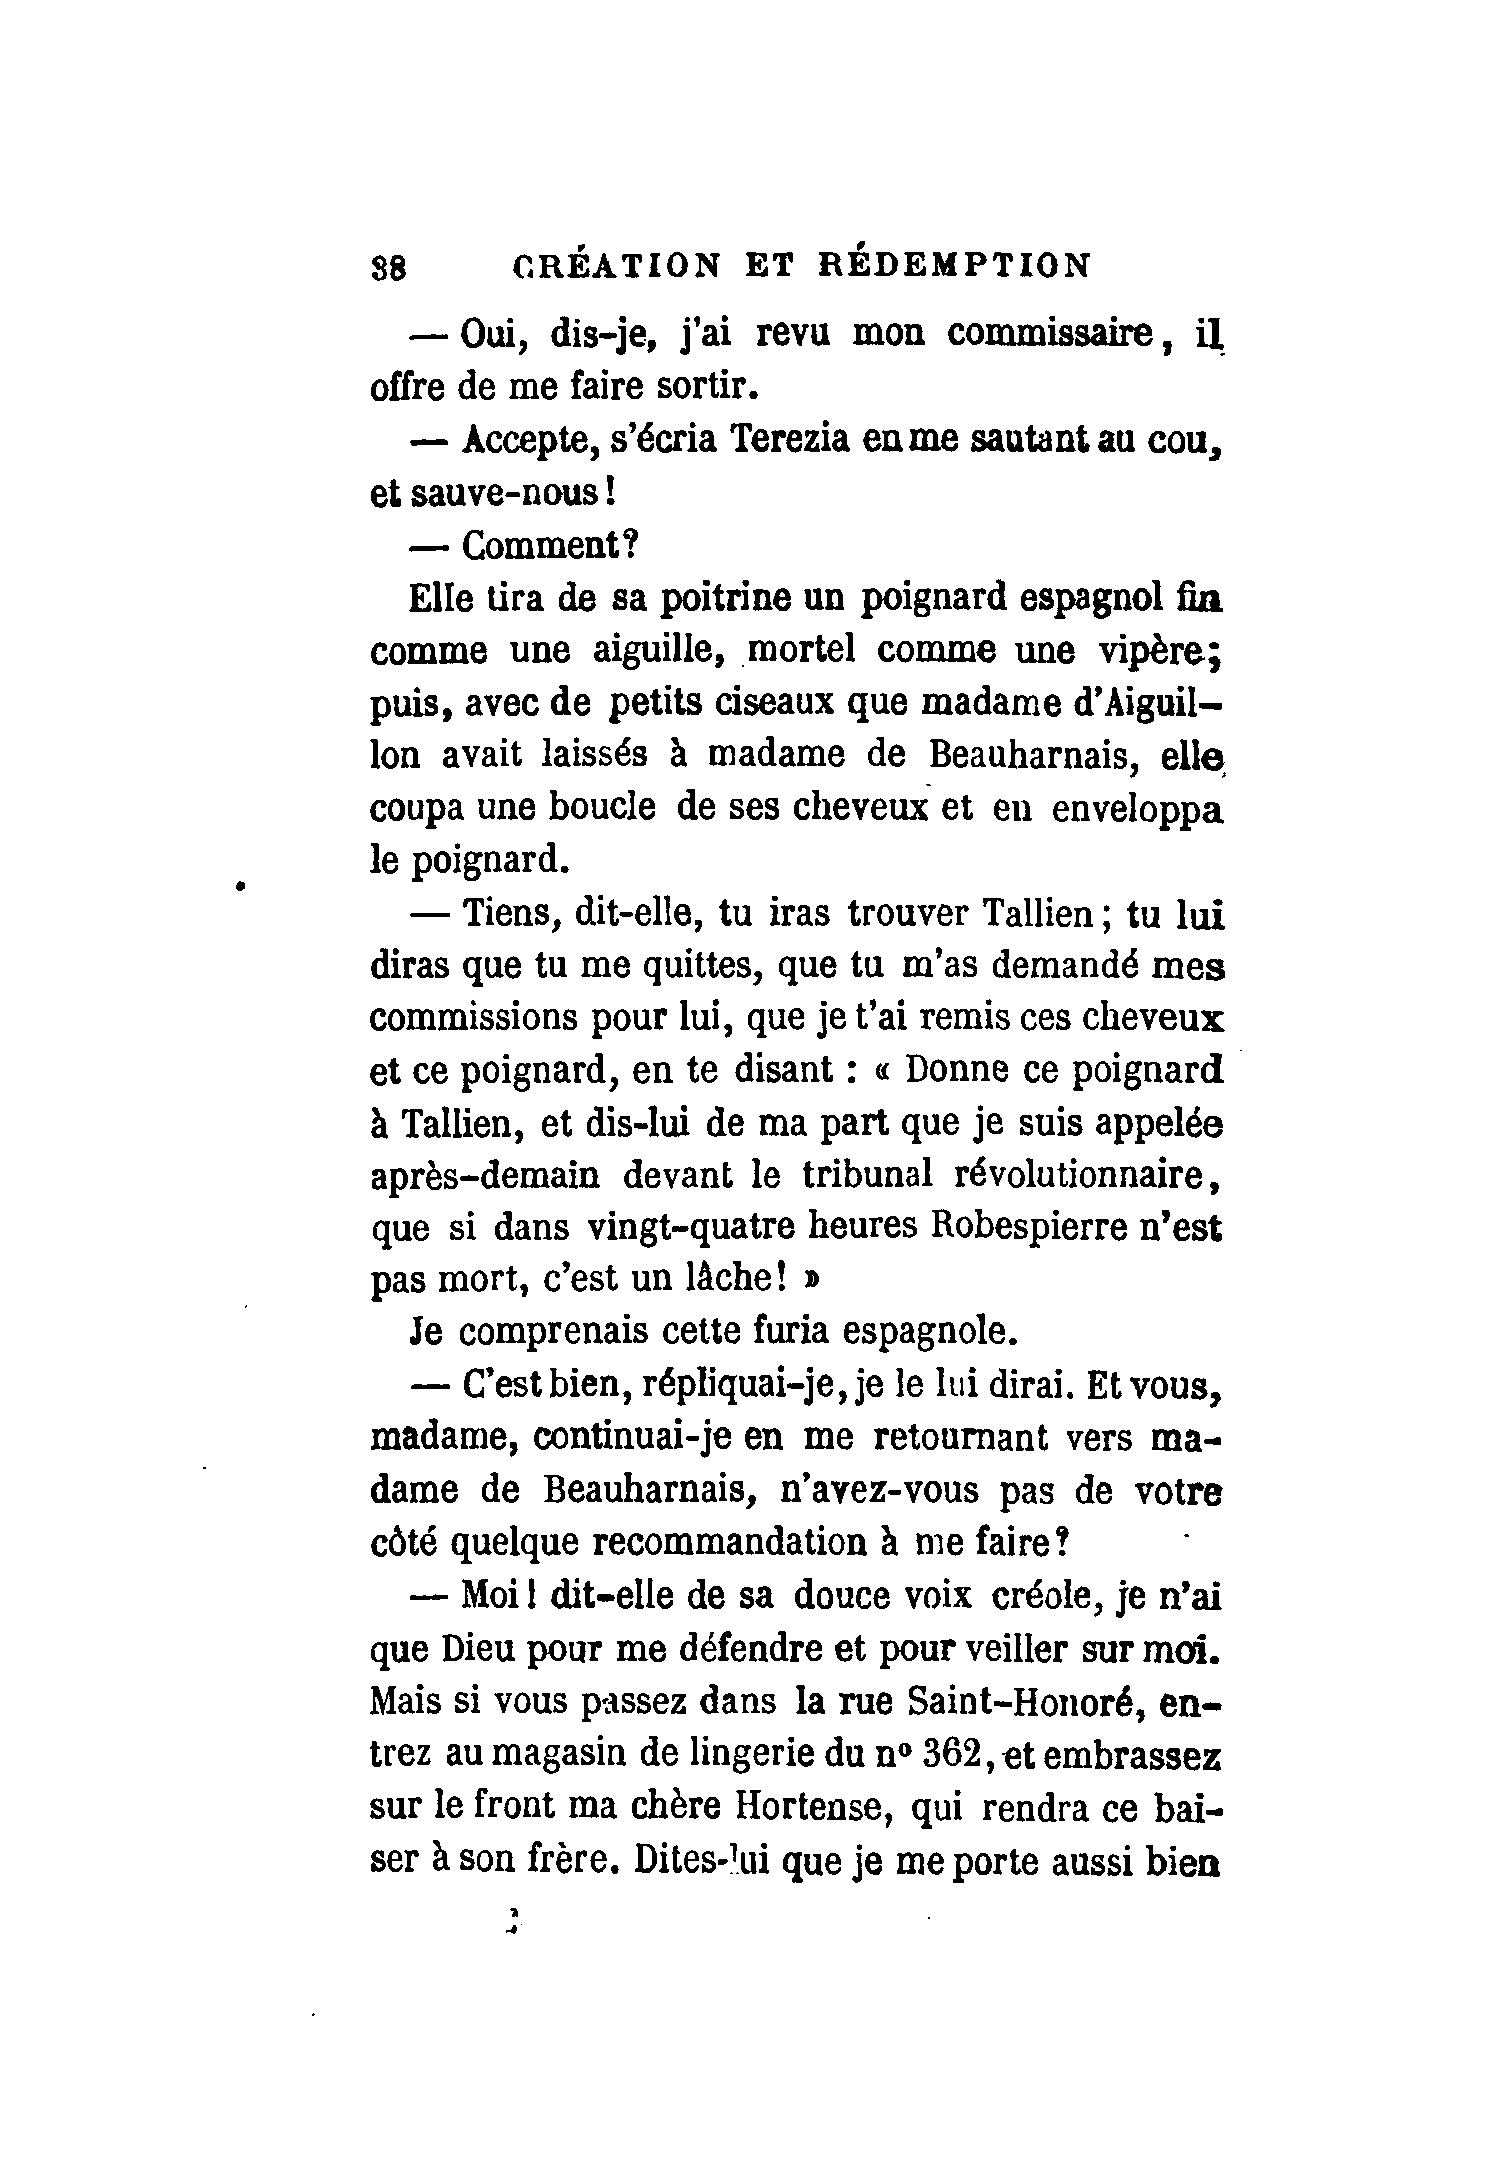 38 CRÉATION ET RÉDEMPTION
— Oui, dis-je, j'ai revu mon commissaire, il
offre de me faire sortir.
— Accepte, s'écria Terezia en me sautant au cou,
et sauve-nous!
— Comment?
Elle tira de sa poitrine un poignard espagnol fin
comme une aiguille, mortel comme une vipère;
puis, avec de petits ciseaux que madame d'Aiguil-
lon avait laissés à madame de Beauharnais, elle
coupa une boucle de ses cheveux et en enveloppa
le poignard.
— Tiens, dit-elle, tu iras trouver Tallien; tu lui
diras que tu me quittes, que tu m'as demandé mes
commissions pour lui, que je t'ai remis ces cheveux
et ce poignard, en te disant : « Donne ce poignard
à Tallien, et dis-lui de ma part que je suis appelée
après-demain devant le tribunal révolutionnaire,
que si dans vingt-quatre heures Robespierre n'est
pas mort, c'est un lâche! »
Je comprenais cette furia espagnole.
— C'est bien, répliquai-je, je le lui dirai. Et vous,
madame, continuai-je en me retournant vers ma-
dame de Beauharnais, n'avez-vous pas de votre
côté quelque recommandation à me faire?
— Moi! dit-elle de sa douce voix créole, je n'ai
que Dieu pour me défendre et pour veiller sur moi.
Mais si vous passez dans la rue Saint-Honoré, en-
trez au magasin de lingerie du nº 362, et embrassez
sur le front ma chère Hortense, qui rendra ce bai-
ser à son frère. Dites-lui que je me porte aussi bien